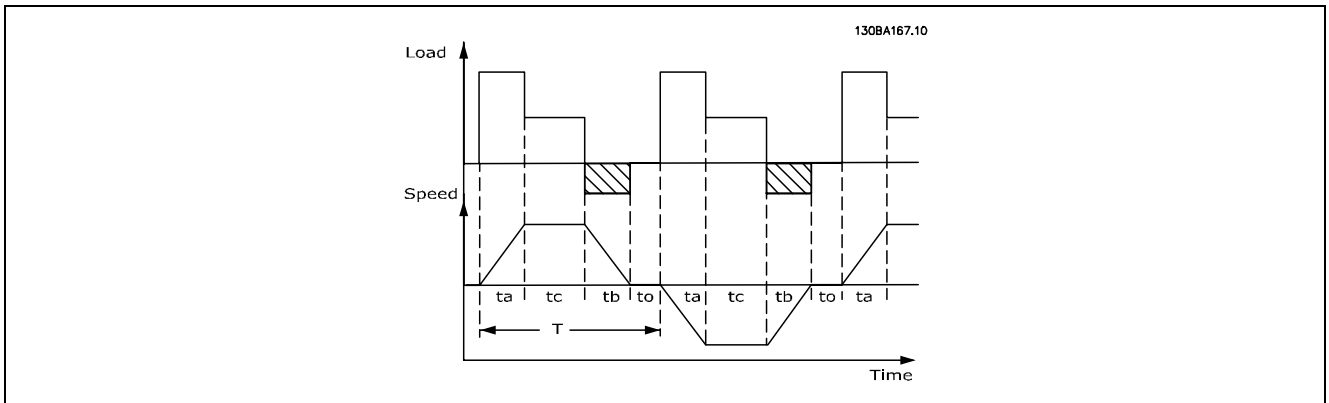 130BA167.10
Load
Speed
ta tc tb to ta tc tb to ta
T
Time